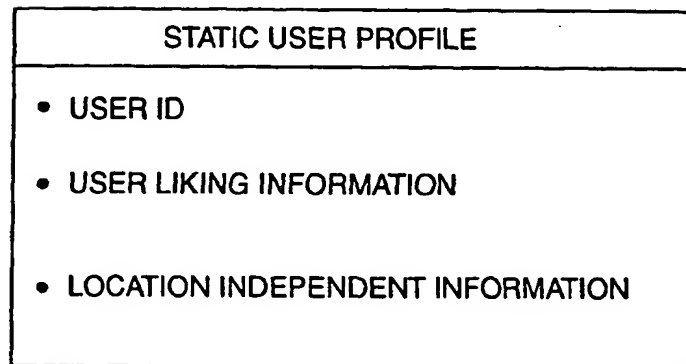 STATIC USER PROFILE
• USER ID
• USER LIKING INFORMATION
• LOCATION INDEPENDENT INFORMATION